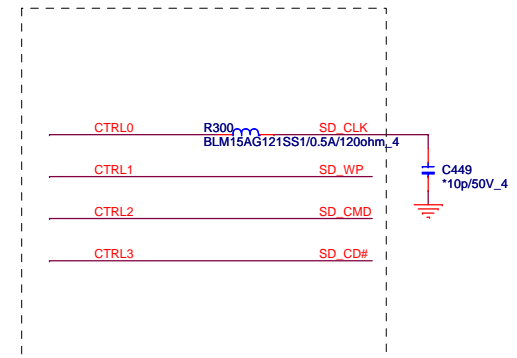 CTRL0 R300 SD_CLK
BLM15AG121SS1/0.5A/120ohm_4
CTRL1 SD_WP C449
*10p/50V_4
CTRL2 SD_CMD
CTRL3 SD_CD#